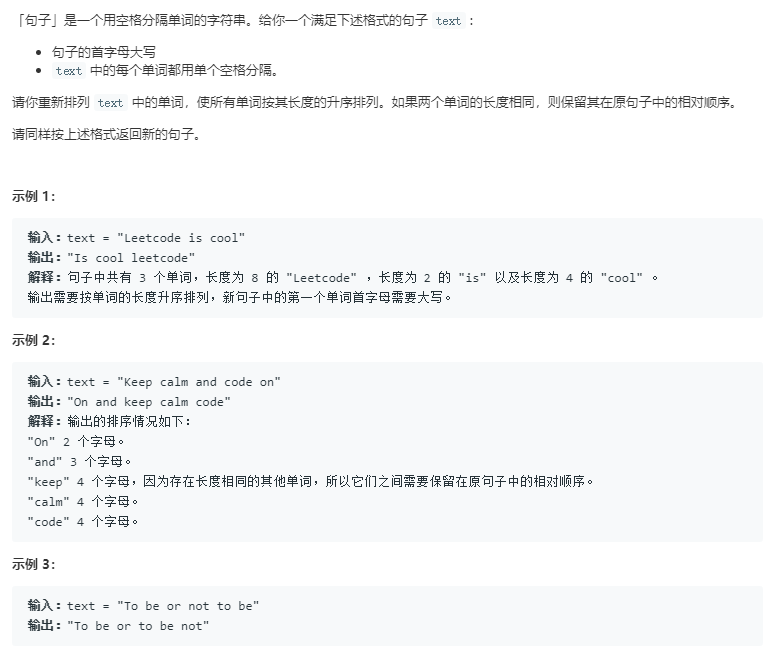 「句子」是一个用空格分隔单词的字符串。给你一个满足下述格式的句子 text :
• 句子的首字母大写
• text 中的每个单词都用单个空格分隔。
请你重新排列 text 中的单词，使所有单词按其长度的升序排列。如果两个单词的长度相同，则保留其在原句子中的相对顺序。
请同样按上述格式返回新的句子。
示例 1：
输入：text = "Leetcode is cool"
输出："Is cool leetcode"
解释：句子中共有 3 个单词，长度为 8 的 "Leetcode" ，长度为 2 的 "is" 以及长度为 4 的 "cool" 。
输出需要按单词的长度升序排列，新句子中的第一个单词首字母需要大写。
示例 2：
输入：text = "Keep calm and code on"
输出："On and keep calm code"
解释：输出的排序情况如下：
"On" 2 个字母。
"and" 3 个字母。
"keep" 4 个字母，因为存在长度相同的其他单词，所以它们之间需要保留在原句子中的相对顺序。
"calm" 4 个字母。
"code" 4 个字母。
示例 3：
输入：text = "To be or not to be"
输出："To be or to be not"